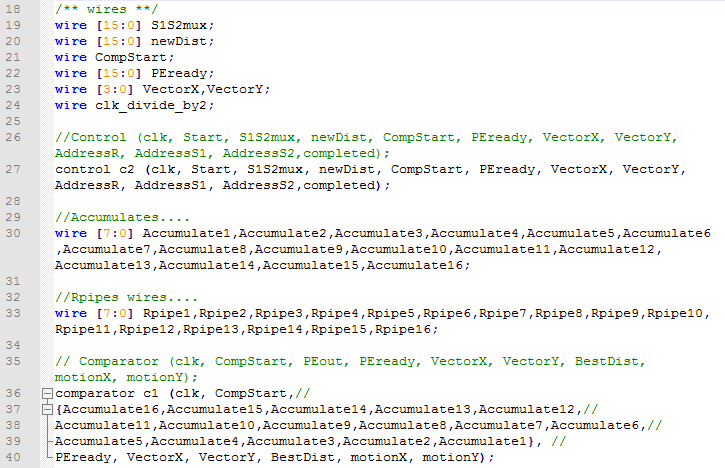 18 /** wires **/
19 wire [15:0] S1S2mux;
20 wire [15:0] newDist;
21 wire CompStart;
22 wire [15:0] PEready;
23 wire [3:0] VectorX,VectorY;
24 wire clk_divide_by2;
25
26 //Control (clk, Start, S1S2mux, newDist, CompStart, PEready, VectorX, VectorY,
AddressR, AddressS1, AddressS2,completed);
27 control c2 (clk, Start, S1S2mux, newDist, CompStart, PEready, VectorX, VectorY,
AddressR, AddressS1, AddressS2,completed);
28
29 //Accumulates....
30 wire [7:0] Accumulate1,Accumulate2,Accumulate3,Accumulate4,Accumulate5,Accumulate6
,Accumulate7,Accumulate8,Accumulate9,Accumulate10,Accumulate11,Accumulate12,
Accumulate13,Accumulate14,Accumulate15,Accumulate16;
31
32 //Rpipes wires....
33 wire [7:0] Rpipe1,Rpipe2,Rpipe3,Rpipe4,Rpipe5,Rpipe6,Rpipe7,Rpipe8,Rpipe9,Rpipe10,
Rpipe11,Rpipe12,Rpipe13,Rpipe14,Rpipe15,Rpipe16;
34
35 // Comparator (clk, CompStart, PEout, PEready, VectorX, VectorY, BestDist,
motionX, motionY);
36 comparator c1 (clk, CompStart,//
37 {Accumulate16,Accumulate15,Accumulate14,Accumulate13,Accumulate12,//
38 Accumulate11,Accumulate10,Accumulate9,Accumulate8,Accumulate7,Accumulate6,//
39 Accumulate5,Accumulate4,Accumulate3,Accumulate2,Accumulate1}, //
40 PEready, VectorX, VectorY, BestDist, motionX, motionY);